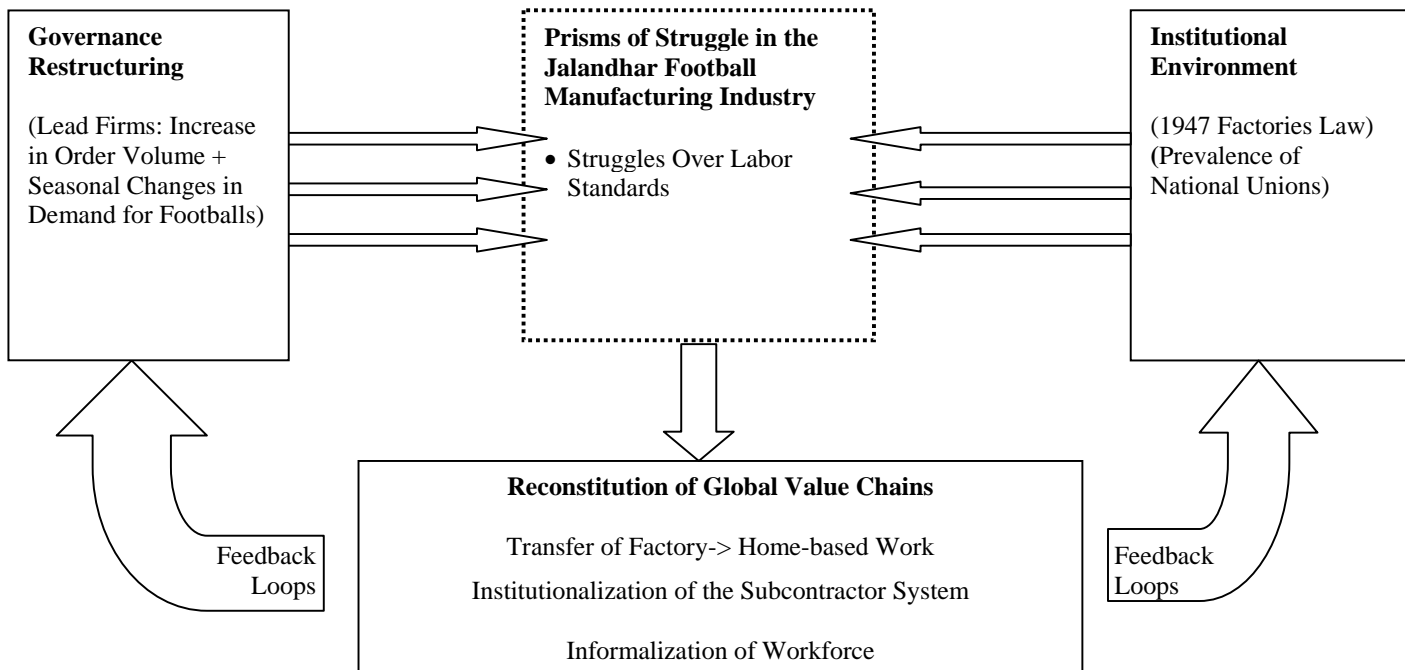 Governance
Restructuring
(Lead Firms: Increase
in Order Volume +
Seasonal Changes in
Demand for Footballs)
Prisms of Struggle in the
Jalandhar Football
Manufacturing Industry
• Struggles Over Labor
Standards
Institutional
Environment
(1947 Factories Law)
(Prevalence of
National Unions)
Feedback
Loops
Reconstitution of Global Value Chains
Transfer of Factory-> Home-based Work
Institutionalization of the Subcontractor System
Informalization of Workforce
Feedback
Loops